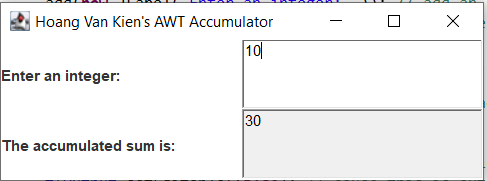 Hoang Van Kien's AWT Accumulator
Enter an integer:
10
The accumulated sum is:
30